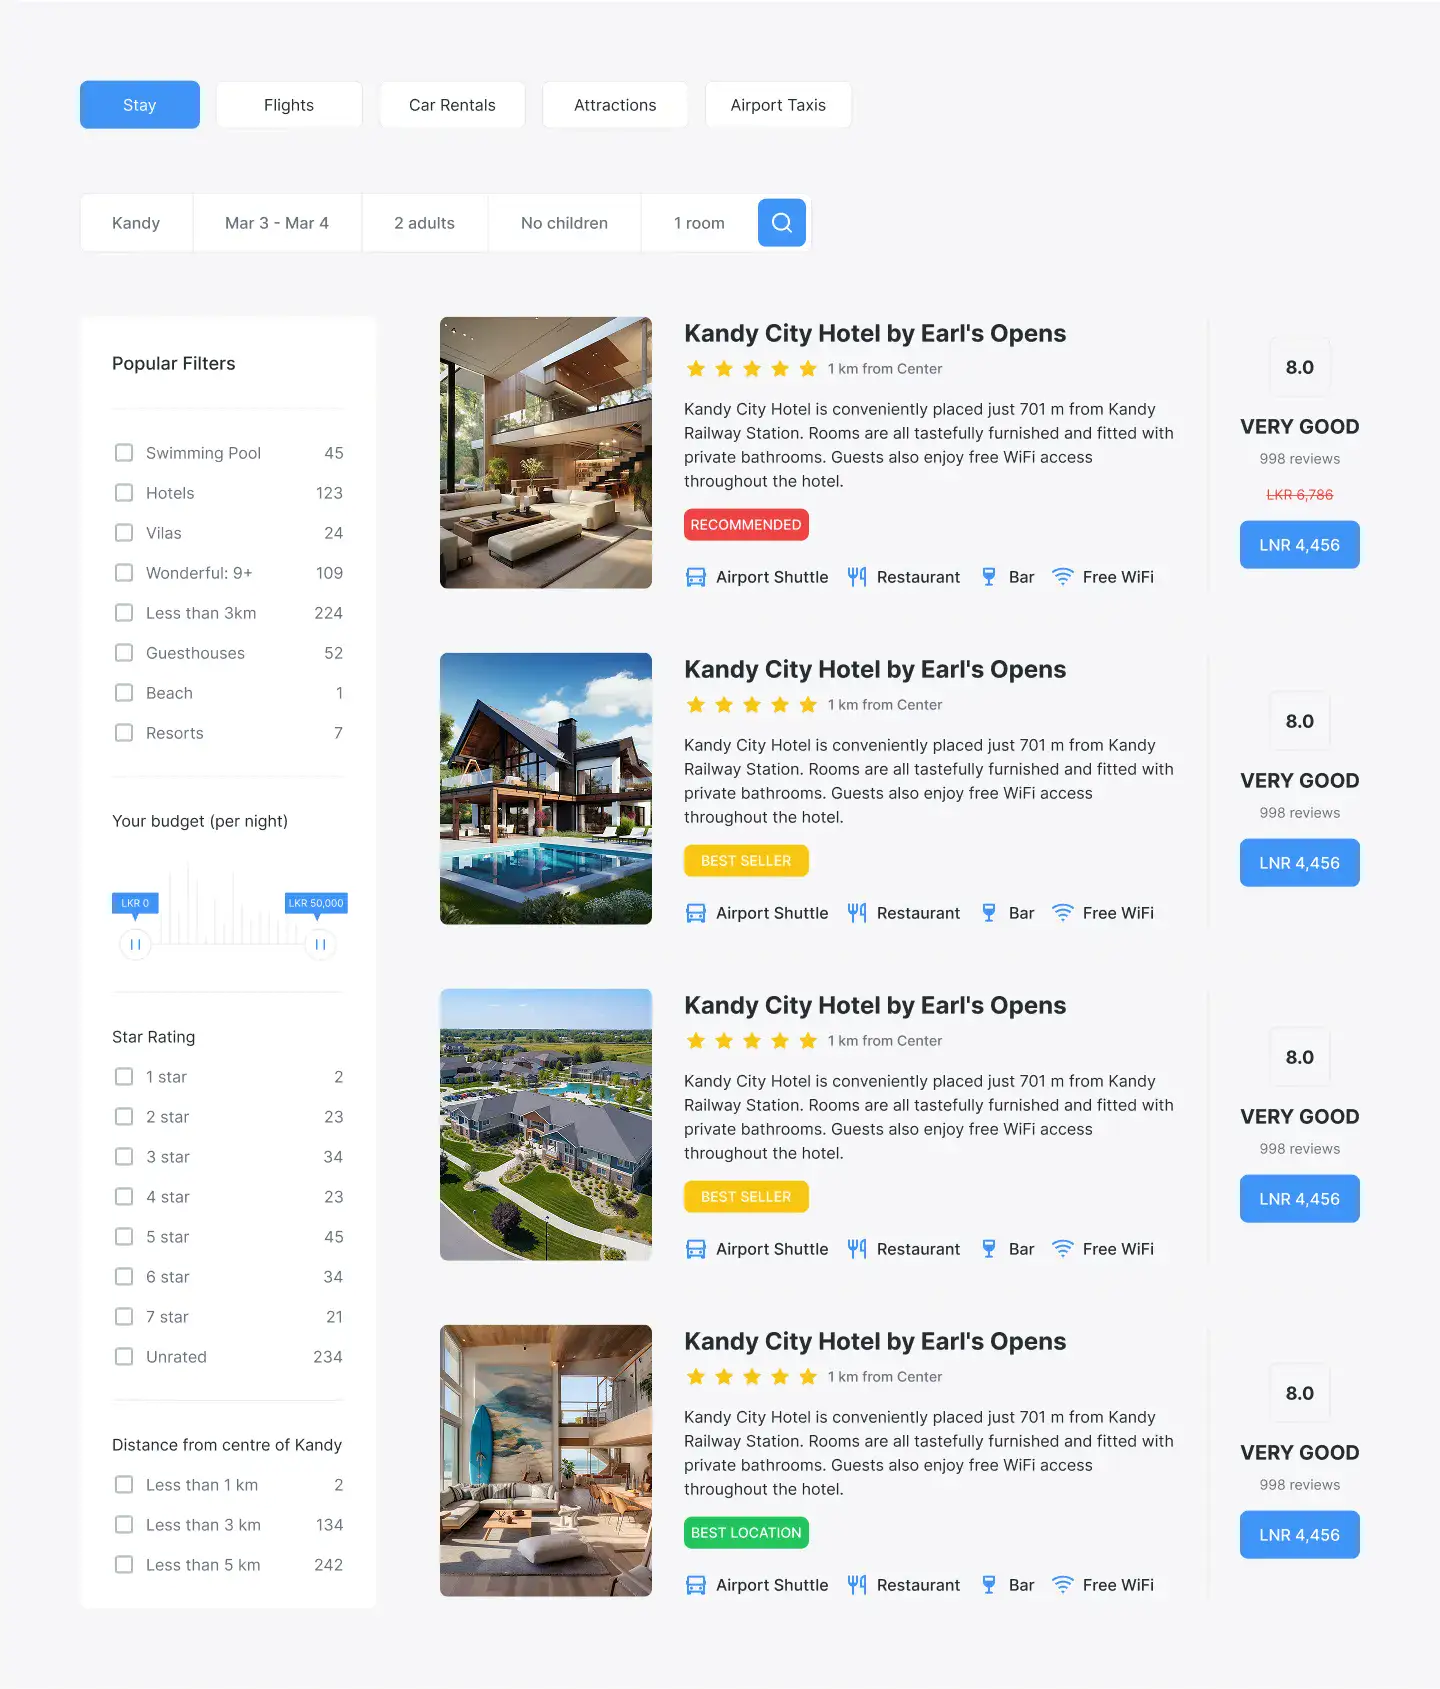 Stay
Flights
Car Rentals
Attractions
Airport Taxis
Kandy
Mar 3 - Mar 4
2 adults
No children
1 room
Popular Filters
Swimming Pool 45
Hotels 123
Vilas 24
Wonderful: 9+ 109
Less than 3km 224
Guesthouses 52
Beach 1
Resorts 7
Your budget (per night)
LKR 0
LKR 50,000
Star Rating
1 star 2
2 star 23
3 star 34
4 star 23
5 star 45
6 star 34
7 star 21
Unrated 234
Distance from centre of Kandy
Less than 1 km 2
Less than 3 km 134
Less than 5 km 242
Kandy City Hotel by Earl's Opens
1 km from Center
Kandy City Hotel is conveniently placed just 701 m from Kandy
Railway Station. Rooms are all tastefully furnished and fitted with
private bathrooms. Guests also enjoy free WiFi access
throughout the hotel.
RECOMMENDED
Airport Shuttle
Restaurant
Bar
Free WiFi
8.0
VERY GOOD
998 reviews
LKR 6,786
LNR 4,456
Kandy City Hotel by Earl's Opens
1 km from Center
Kandy City Hotel is conveniently placed just 701 m from Kandy
Railway Station. Rooms are all tastefully furnished and fitted with
private bathrooms. Guests also enjoy free WiFi access
throughout the hotel.
BEST SELLER
Airport Shuttle
Restaurant
Bar
Free WiFi
8.0
VERY GOOD
998 reviews
LNR 4,456
Kandy City Hotel by Earl's Opens
1 km from Center
Kandy City Hotel is conveniently placed just 701 m from Kandy
Railway Station. Rooms are all tastefully furnished and fitted with
private bathrooms. Guests also enjoy free WiFi access
throughout the hotel.
BEST SELLER
Airport Shuttle
Restaurant
Bar
Free WiFi
8.0
VERY GOOD
998 reviews
LNR 4,456
Kandy City Hotel by Earl's Opens
1 km from Center
Kandy City Hotel is conveniently placed just 701 m from Kandy
Railway Station. Rooms are all tastefully furnished and fitted with
private bathrooms. Guests also enjoy free WiFi access
throughout the hotel.
BEST LOCATION
Airport Shuttle
Restaurant
Bar
Free WiFi
8.0
VERY GOOD
998 reviews
LNR 4,456